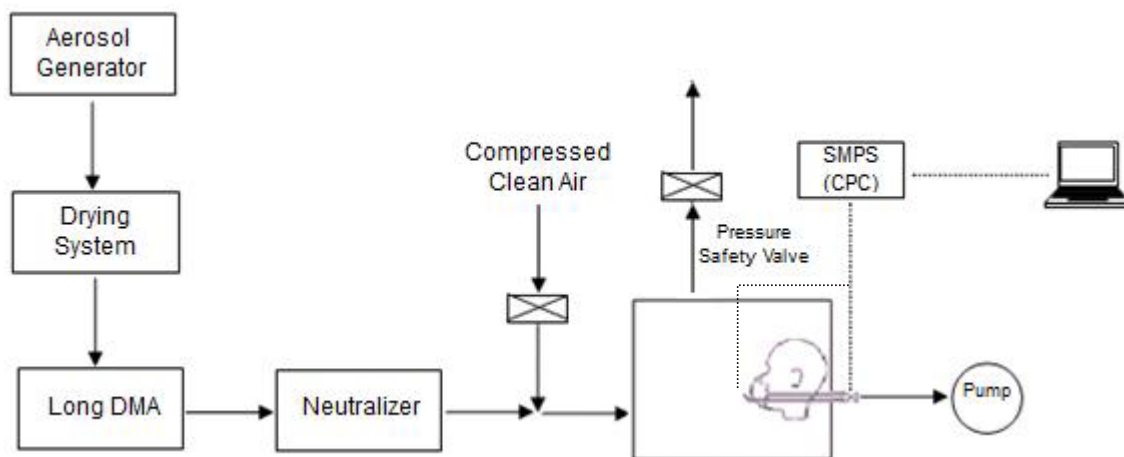 Aerosol
Generator
Drying
System
Long DMA
Neutralizer
Compressed
Clean Air
Pressure
Safety Valve
SMPS
(CPC)
Pump